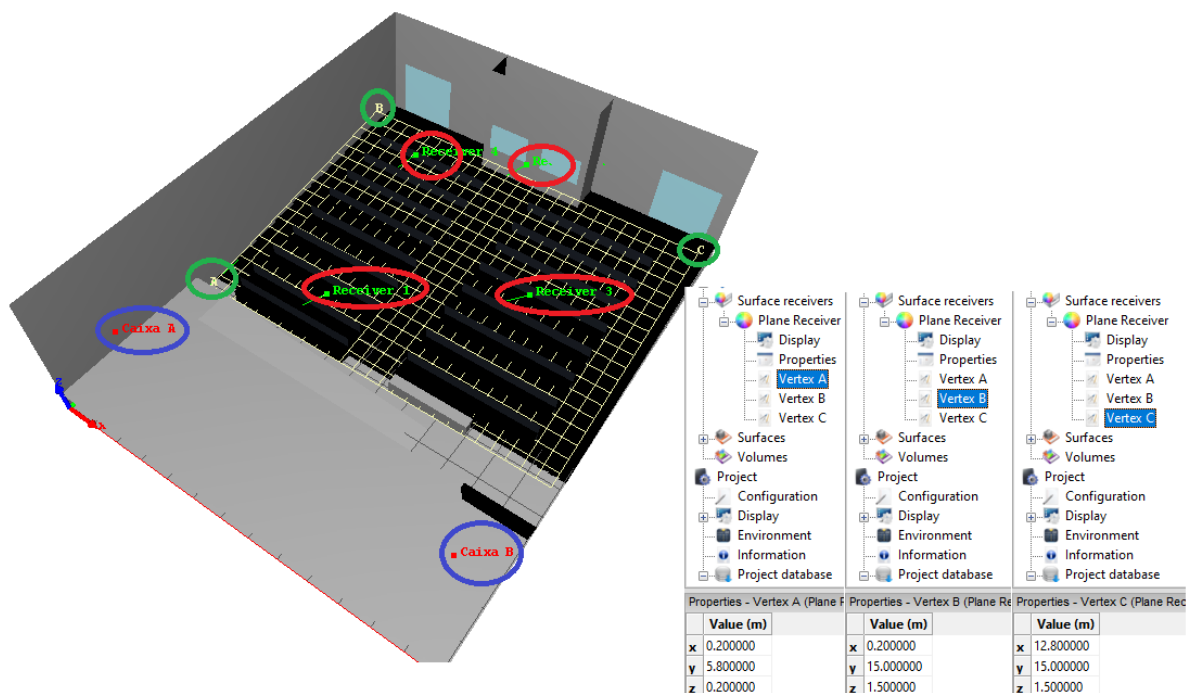 B
Receiver 4
Rc.
C
A
Receiver 1
Receiver 3
Caixa A
z
x
Caixa B
Surface receivers
Plane Receiver
Display
Properties
Vertex A
Vertex B
Vertex C
Surfaces
Volumes
Project
Configuration
Display
Environment
Information
Project database
Properties - Vertex A (Plane F
Value (m)
x 0.200000
y 5.800000
z 0.200000
Surface receivers
Plane Receiver
Display
Properties
Vertex A
Vertex B
Vertex C
Surfaces
Volumes
Project
Configuration
Display
Environment
Information
Project database
Properties - Vertex B (Plane Re
Value (m)
x 0.200000
y 15.000000
z 1.500000
Surface receivers
Plane Receiver
Display
Properties
Vertex A
Vertex B
Vertex C
Surfaces
Volumes
Project
Configuration
Display
Environment
Information
Project database
Properties - Vertex C (Plane Rec
Value (m)
x 12.800000
y 15.000000
z 1.500000